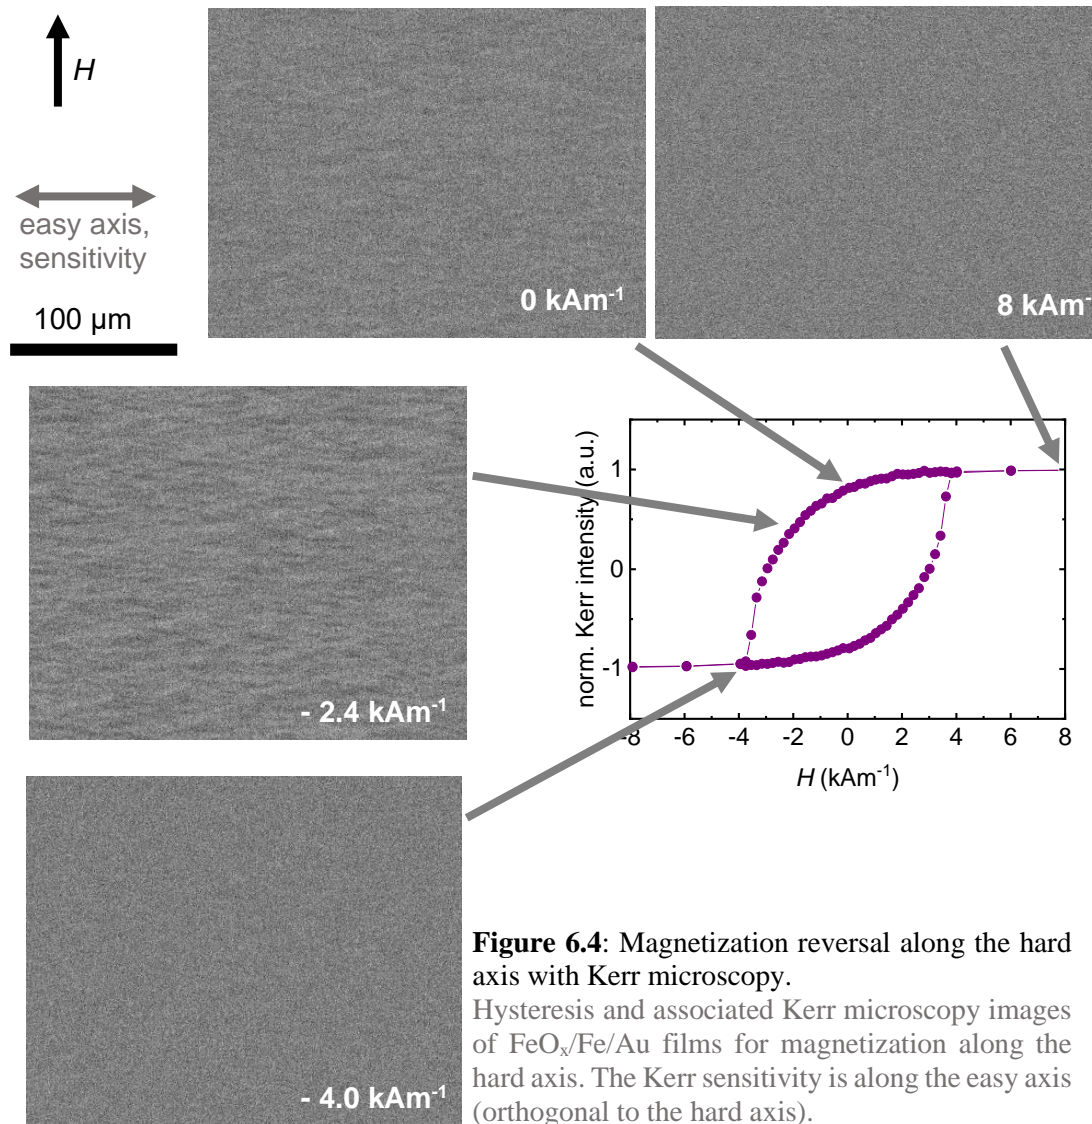 H
easy axis,
sensitivity
100 µm
0 kAm⁻¹
8 kAm⁻
- 2.4 kAm⁻¹
- 4.0 kAm⁻¹
norm. Kerr intensity (a.u.)
1
0
-1
-8 -6 -4 -2 0 2 4 6 8
H (kAm⁻¹)
Figure 6.4: Magnetization reversal along the hard
axis with Kerr microscopy.
Hysteresis and associated Kerr microscopy images
of FeOₓ/Fe/Au films for magnetization along the
hard axis. The Kerr sensitivity is along the easy axis
(orthogonal to the hard axis).